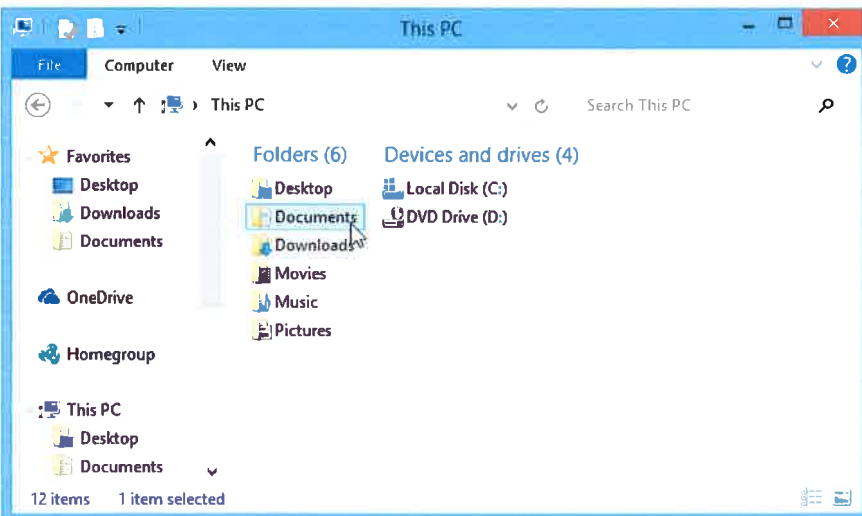 This PC
File Computer View
This PC Search This PC
Favorites
Desktop
Downloads
Documents
OneDrive
Homegroup
This PC
Desktop
Documents
Folders (6) Devices and drives (4)
Desktop Local Disk (C:)
Documents DVD Drive (D:)
Downloads
Movies
Music
Pictures
12 items 1 item selected